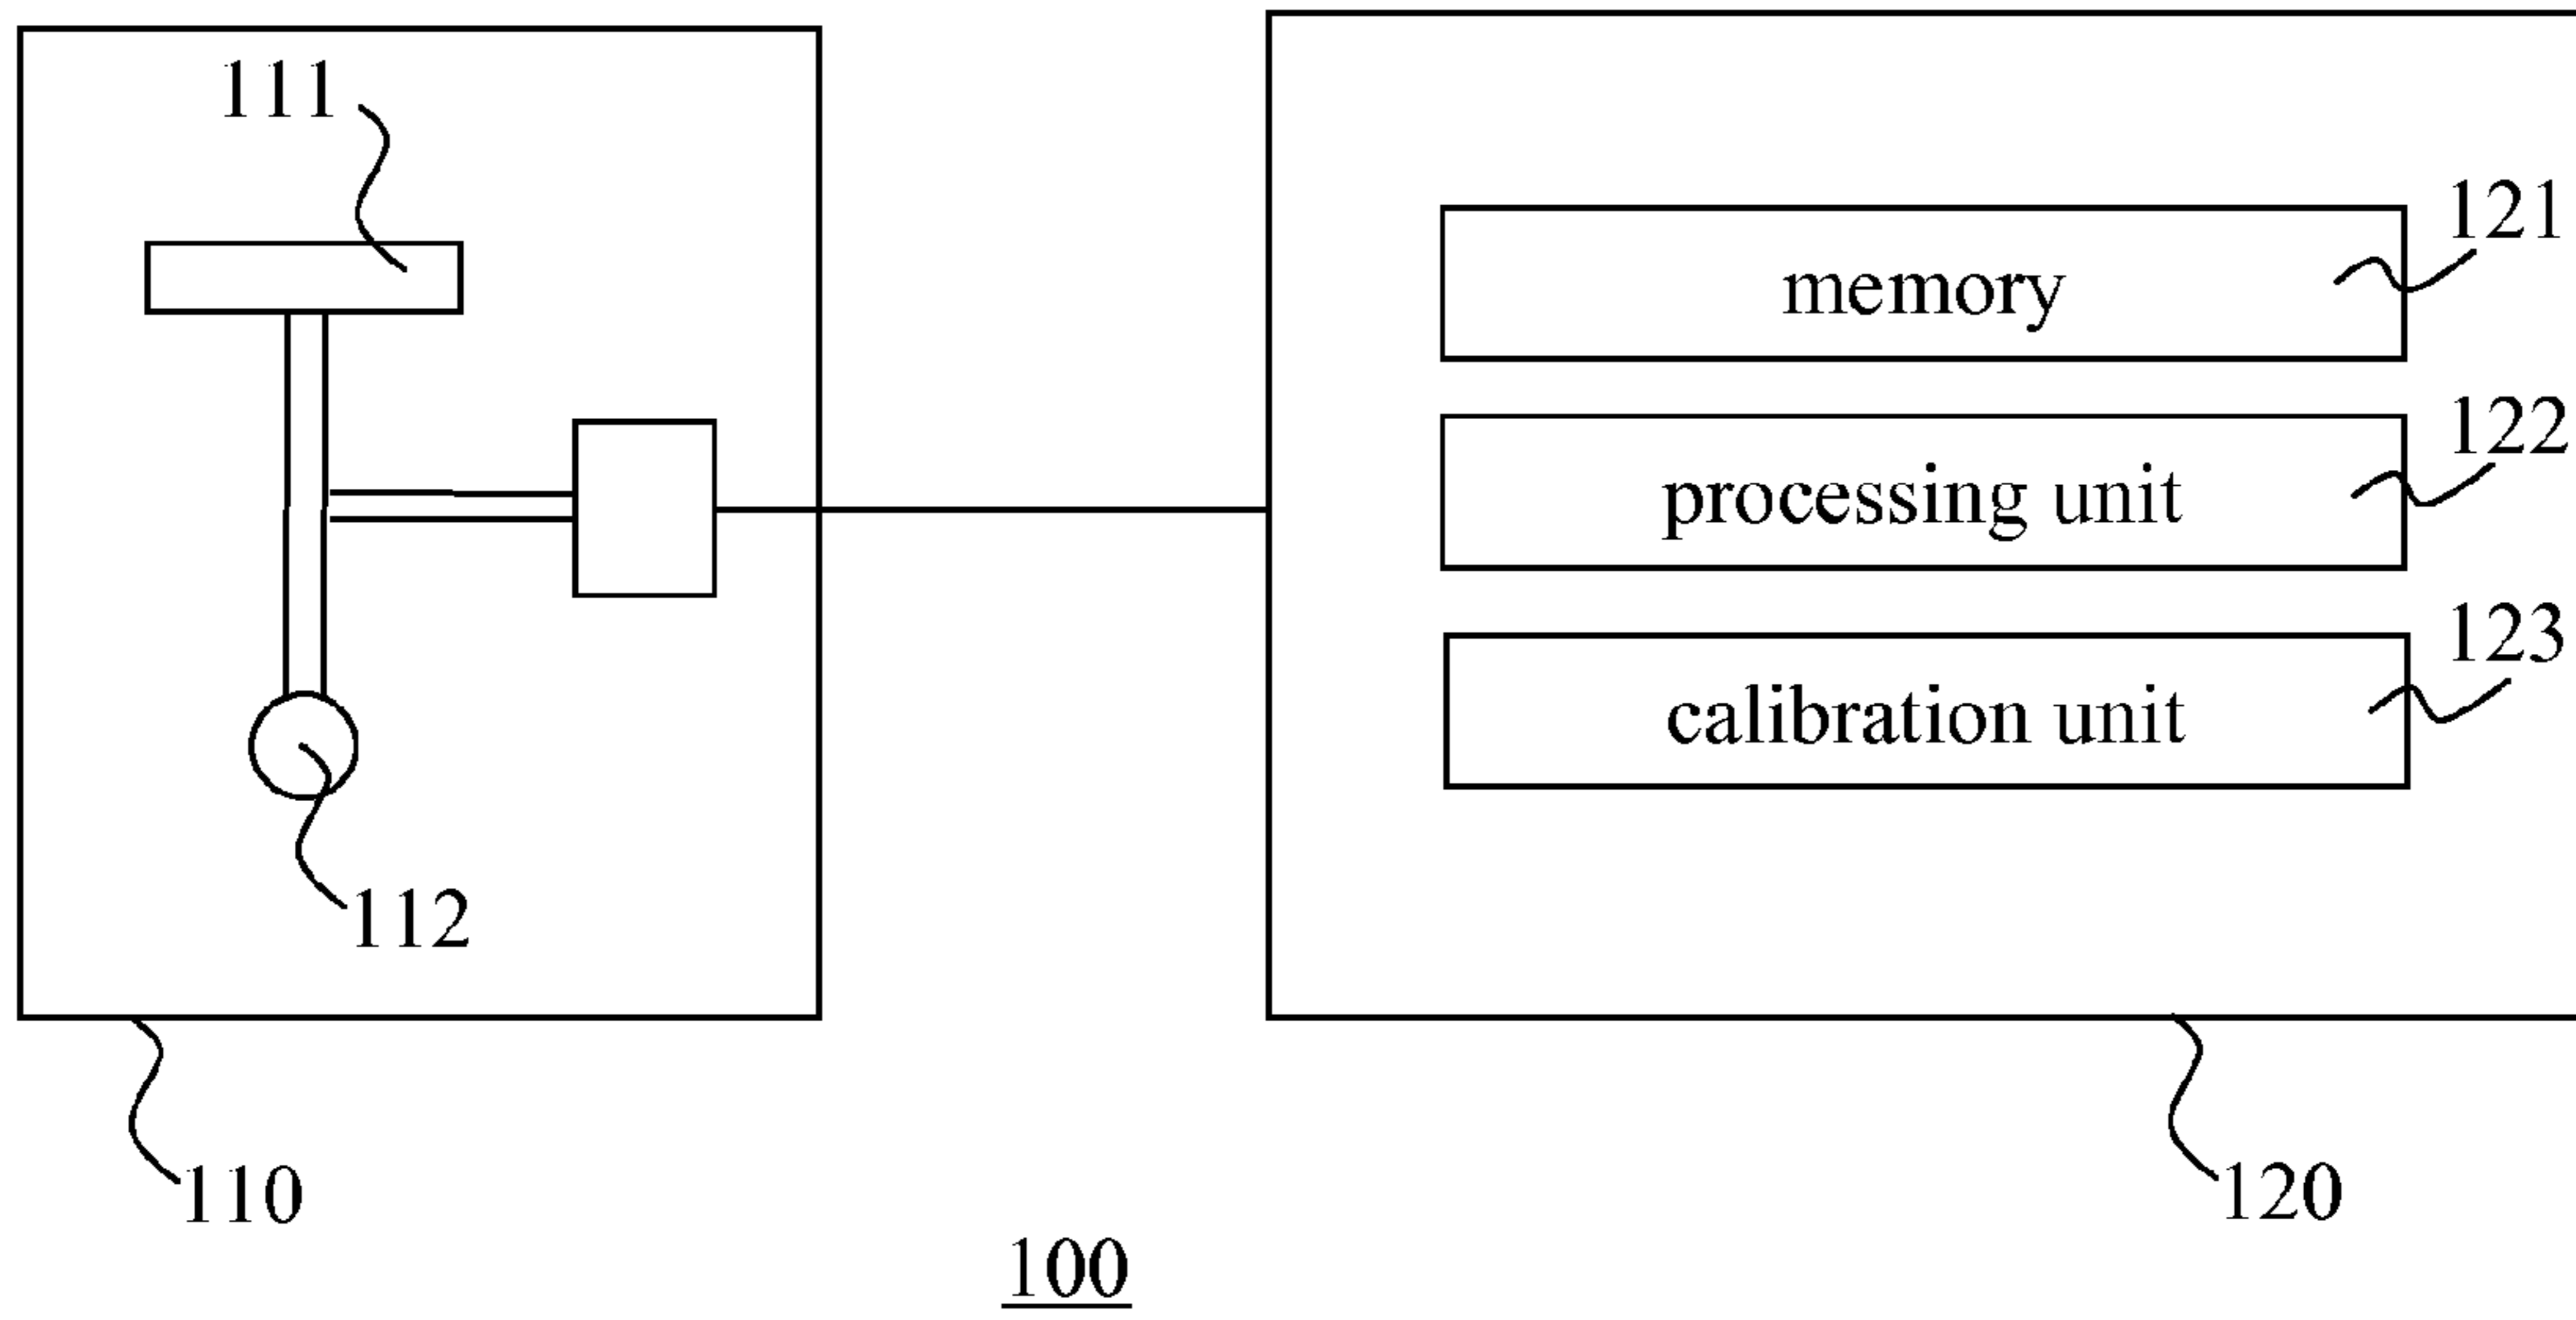 111
121
memory
122
processing unit
123
calibration unit
112
110
120
100